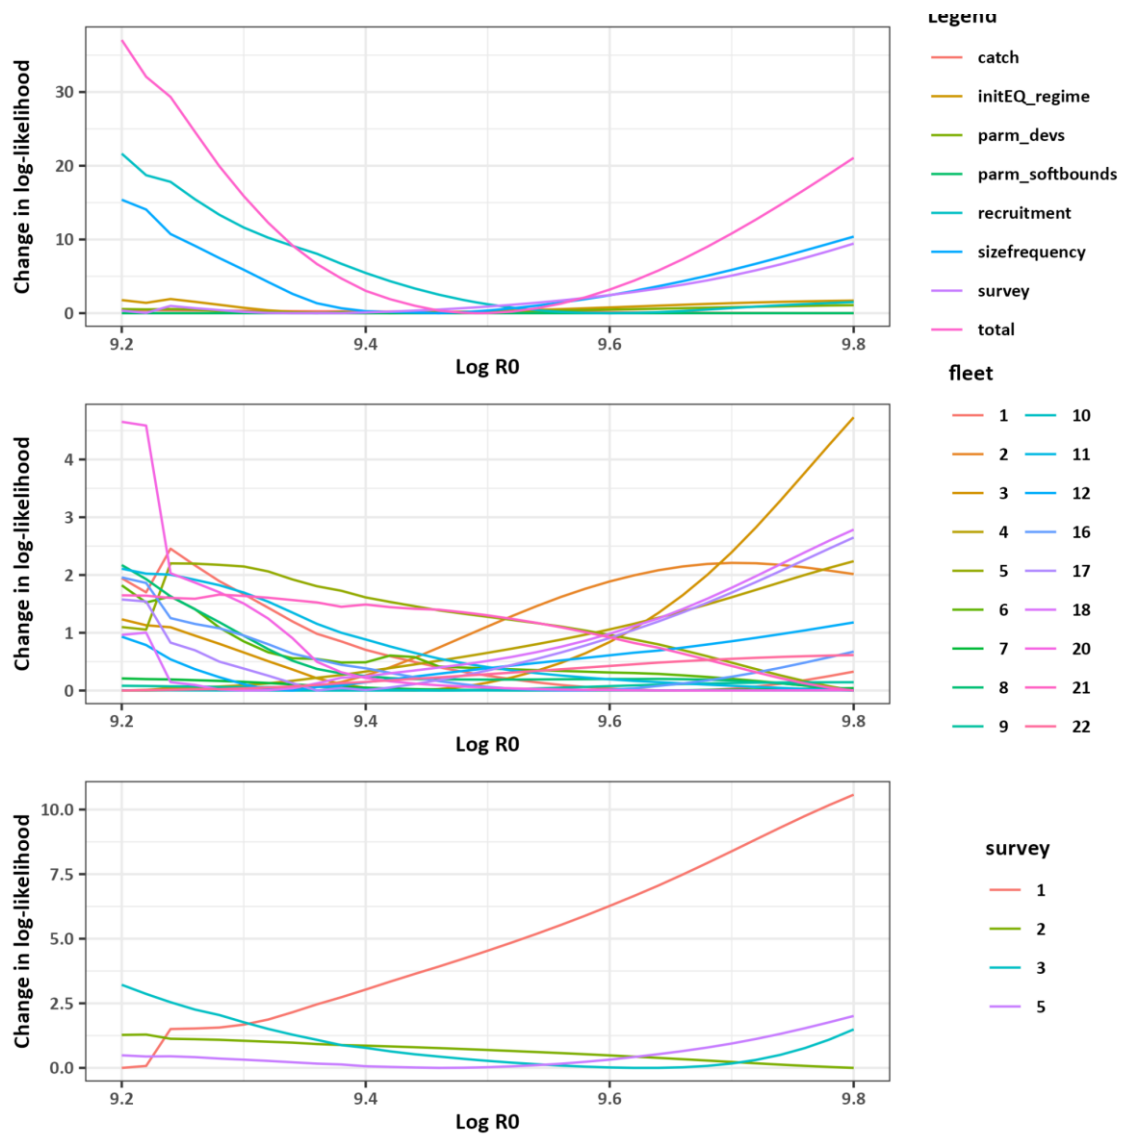 Legend
30
20
10
0
Change in log-likelihood
9.2 9.4 9.6 9.8
Log R0
catch
initEQ_regime
parm_devs
parm_softbounds
recruitment
sizefrequency
survey
total
4
3
2
1
0
Change in log-likelihood
9.2 9.4 9.6 9.8
Log R0
fleet
1 10
2 11
3 12
4 16
5 17
6 18
7 20
8 21
9 22
10.0
7.5
5.0
2.5
0.0
Change in log-likelihood
9.2 9.4 9.6 9.8
Log R0
survey
1
2
3
5